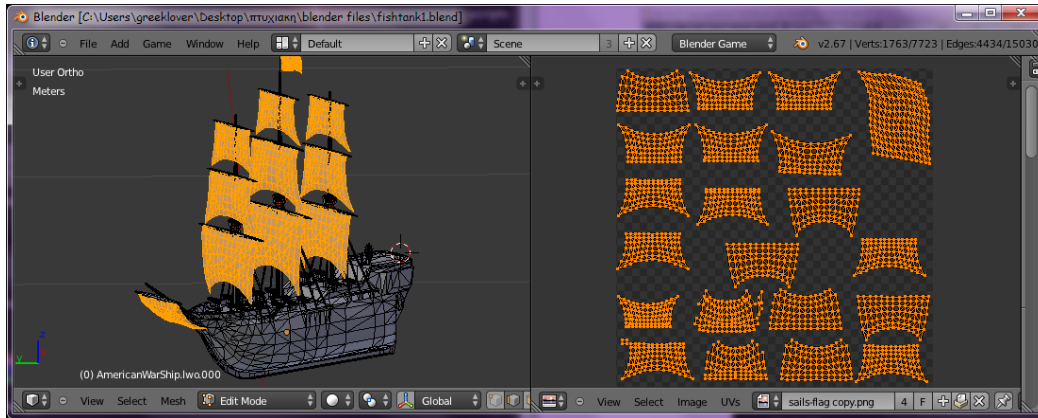 Blender [C:\Users\greeklover\Desktop\πτυχιακη\blender files\fishtank1.blend]
File Add Game Window Help Default Scene 3 Blender Game v2.67 | Verts:1763/7723 | Edges:4434/15030
User Ortho
Meters
z
y
(0) AmericanWarShip.lwo.000
View Select Mesh Edit Mode Global
View Select Image UVs sails-flag copy.png 4 F